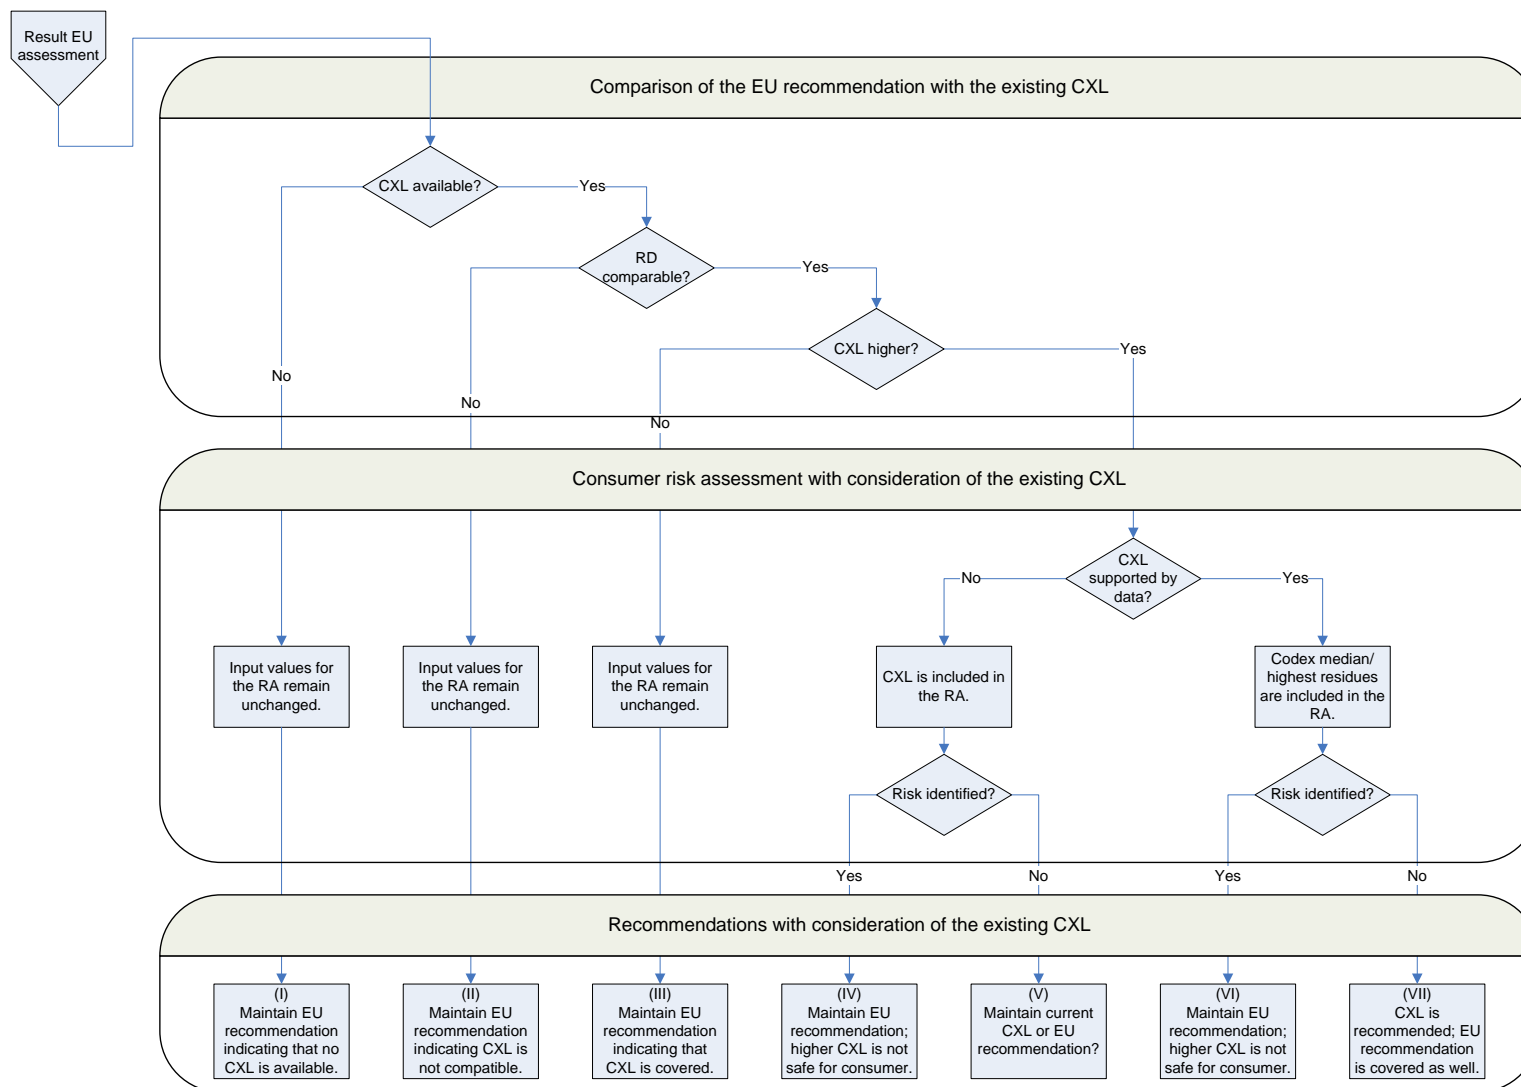 Result EU
assessment
Comparison of the EU recommendation with the existing CXL
CXL available?
Yes
RD
comparable?
Yes
CXL higher?
Yes
No
No
No
Consumer risk assessment with consideration of the existing CXL
CXL
supported by
data?
No
Yes
Input values for
the RA remain
unchanged.
Input values for
the RA remain
unchanged.
Input values for
the RA remain
unchanged.
CXL is included in
the RA.
Codex median/
highest residues
are included in the
RA.
Risk identified?
Risk identified?
Yes
No
Yes
No
Recommendations with consideration of the existing CXL
(I)
Maintain EU
recommendation
indicating that no
CXL is available.
(II)
Maintain EU
recommendation
indicating CXL is
not compatible.
(III)
Maintain EU
recommendation
indicating that
CXL is covered.
(IV)
Maintain EU
recommendation;
higher CXL is not
safe for consumer.
(V)
Maintain current
CXL or EU
recommendation?
(VI)
Maintain EU
recommendation;
higher CXL is not
safe for consumer.
(VII)
CXL is
recommended; EU
recommendation
is covered as well.